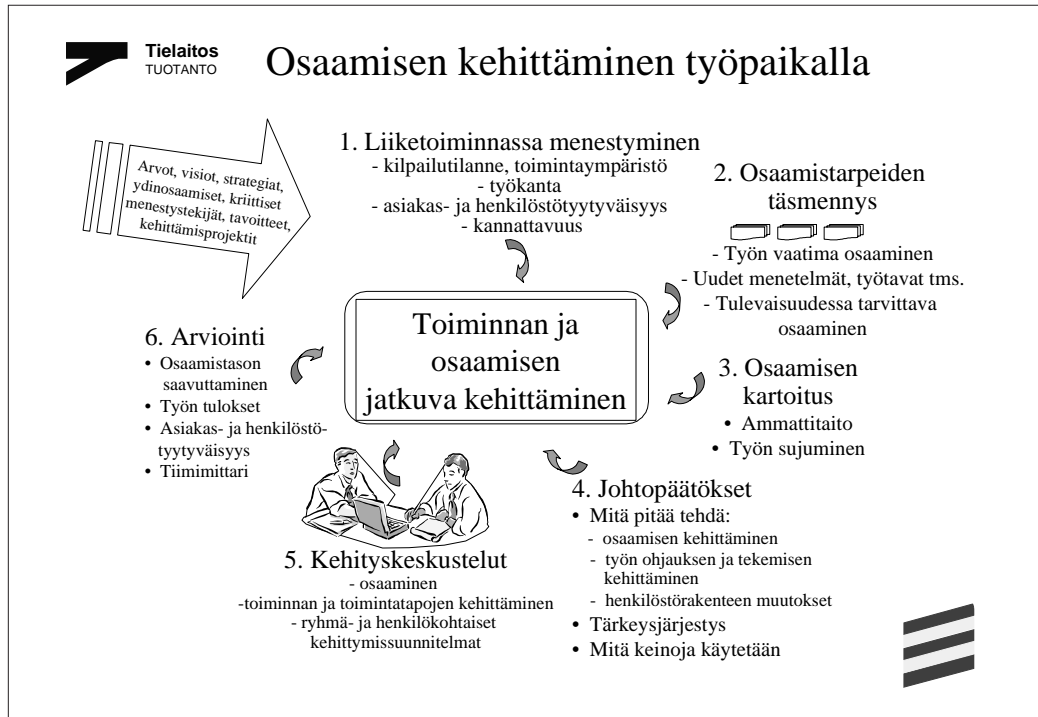 Tielaitos
TUOTANTO
Osaamisen kehittäminen työpaikalla
Arvot, visiot, strategiat,
ydinosaamiset, kriittiset
menestystekijät, tavoitteet,
kehittämisprojektit
1. Liiketoiminnassa menestyminen
- kilpailutilanne, toimintaympäristö
- työkanta
- asiakas- ja henkilöstötyytyväisyys
- kannattavuus
2. Osaamistarpeiden
täsmennys
- Työn vaatima osaaminen
- Uudet menetelmät, työtavat tms.
- Tulevaisuudessa tarvittava
osaaminen
Toiminnan ja
osaamisen
jatkuva kehittäminen
3. Osaamisen
kartoitus
• Ammattitaito
• Työn sujuminen
4. Johtopäätökset
• Mitä pitää tehdä:
- osaamisen kehittäminen
- työn ohjauksen ja tekemisen
kehittäminen
- henkilöstörakenteen muutokset
• Tärkeysjärjestys
• Mitä keinoja käytetään
5. Kehityskeskustelut
- osaaminen
-toiminnan ja toimintatapojen kehittäminen
- ryhmä- ja henkilökohtaiset
kehittymissuunnitelmat
6. Arviointi
• Osaamistason
saavuttaminen
• Työn tulokset
• Asiakas- ja henkilöstö-
tyytyväisyys
• Tiimimittari